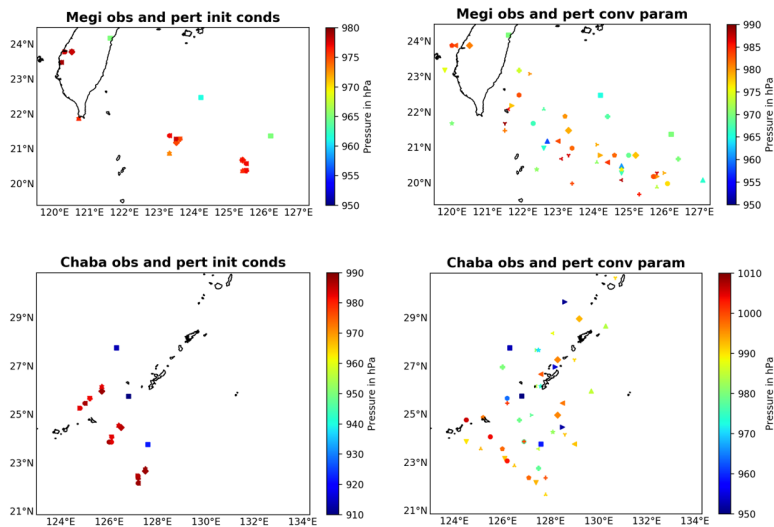 Megi obs and pert init conds
24°N
23°N
22°N
21°N
20°N
120°E 121°E 122°E 123°E 124°E 125°E 126°E 127°E
980
975
970
965
960
955
950
Pressure in hPa
Megi obs and pert conv param
24°N
23°N
22°N
21°N
20°N
120°E 121°E 122°E 123°E 124°E 125°E 126°E 127°E
990
985
980
975
970
965
960
955
950
Pressure in hPa
Chaba obs and pert init conds
29°N
27°N
25°N
23°N
21°N
124°E 126°E 128°E 130°E 132°E 134°E
990
980
970
960
950
940
930
920
910
Pressure in hPa
Chaba obs and pert conv param
29°N
27°N
25°N
23°N
21°N
124°E 126°E 128°E 130°E 132°E 134°E
1010
1000
990
980
970
960
950
Pressure in hPa